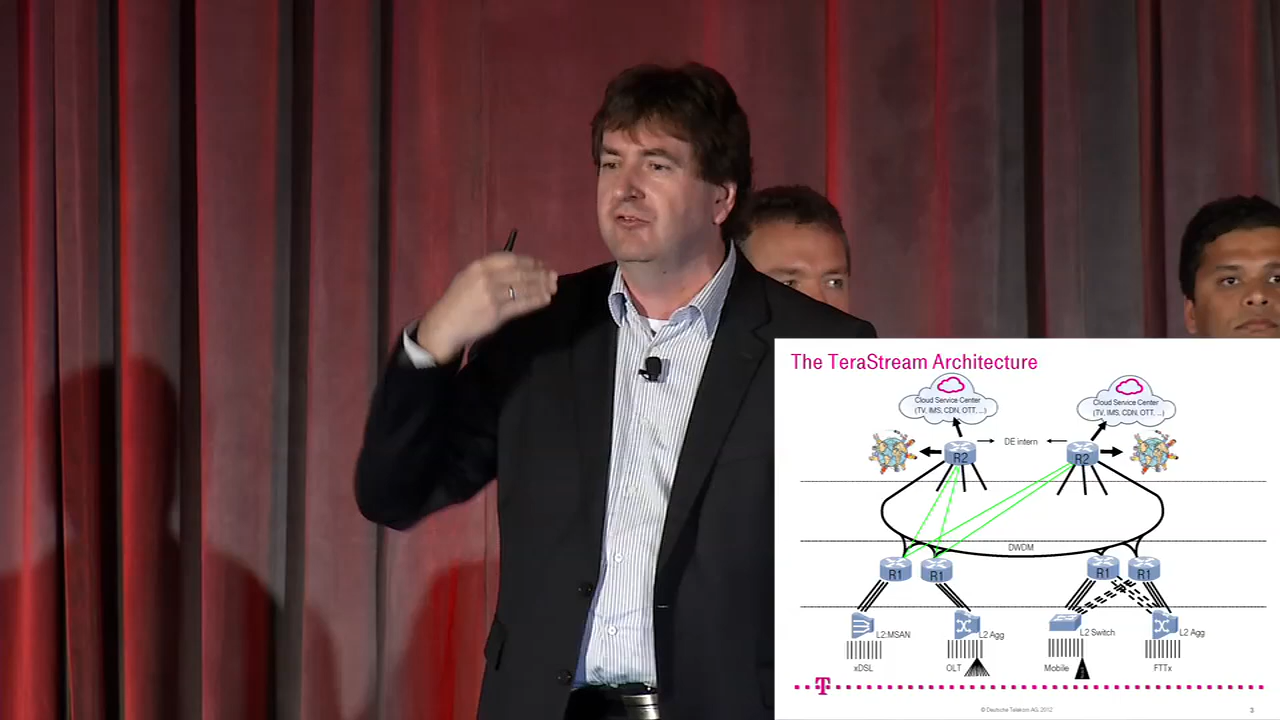 The TeraStream Architecture
Cloud Service Center
(TV, IMS, CDN, OTT, ...)
Cloud Service Center
(TV, IMS, CDN, OTT, ...)
DE intern
R2
R2
DWDM
R1
R1
R1
R1
L2:MSAN
L2 Agg
L2 Switch
L2 Agg
xDSL
OLT
Mobile
FTTx
T
© Deutsche Telekom AG, 2012
3